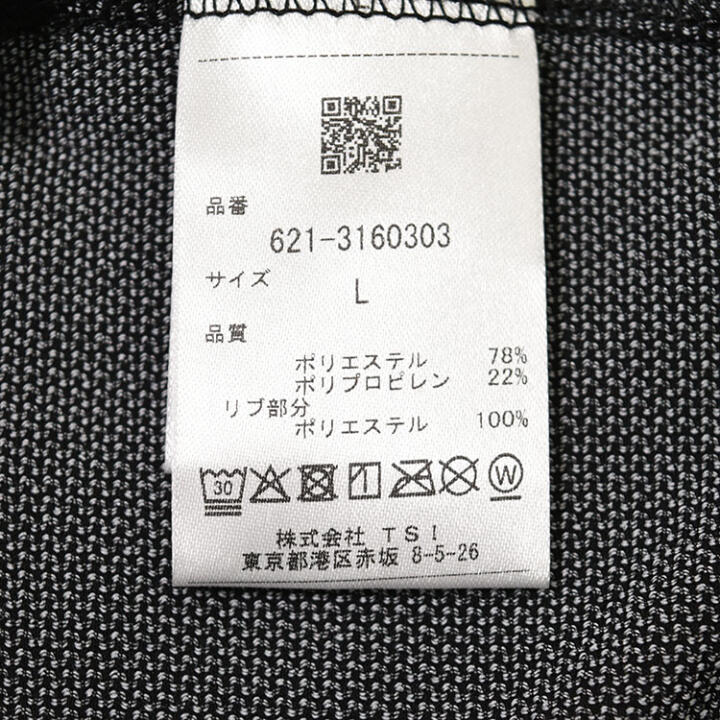 品番
621-3160303
サイズ
L
品質
ポリエステル 78%
ポリプロピレン 22%
リブ部分
ポリエステル 100%
30 W
株式会社 TSI
東京都港区赤坂 8-5-26